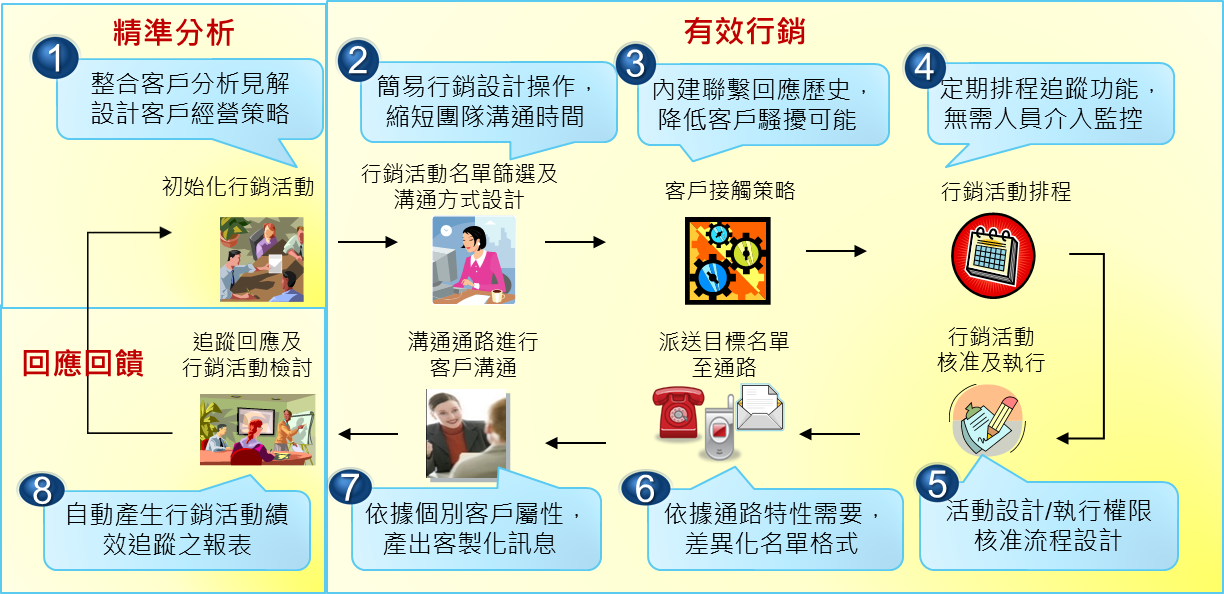 精準分析
1
整合客戶分析見解
設計客戶經營策略
初始化行銷活動
有效行銷
2
簡易行銷設計操作，
縮短團隊溝通時間
行銷活動名單篩選及
溝通方式設計
3
內建聯繫回應歷史，
降低客戶騷擾可能
客戶接觸策略
4
定期排程追蹤功能，
無需人員介入監控
行銷活動排程
行銷活動
核准及執行
5
活動設計/執行權限
核准流程設計
派送目標名單
至通路
6
依據通路特性需要，
差異化名單格式
溝通通路進行
客戶溝通
7
依據個別客戶屬性，
產出客製化訊息
回應回饋
追蹤回應及
行銷活動檢討
8
自動產生行銷活動績
效追蹤之報表